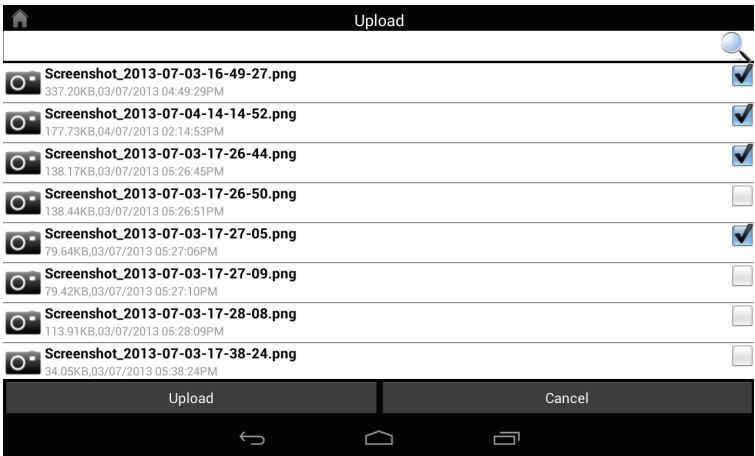 Upload
Screenshot_2013-07-03-16-49-27.png
337.20KB,03/07/2013 04:49:29PM
Screenshot_2013-07-04-14-14-52.png
177.73KB,04/07/2013 02:14:53PM
Screenshot_2013-07-03-17-26-44.png
138.17KB,03/07/2013 05:26:45PM
Screenshot_2013-07-03-17-26-50.png
138.44KB,03/07/2013 05:26:51PM
Screenshot_2013-07-03-17-27-05.png
79.64KB,03/07/2013 05:27:06PM
Screenshot_2013-07-03-17-27-09.png
79.42KB,03/07/2013 05:27:10PM
Screenshot_2013-07-03-17-28-08.png
113.91KB,03/07/2013 05:28:09PM
Screenshot_2013-07-03-17-38-24.png
34.05KB,03/07/2013 05:38:24PM
Upload Cancel